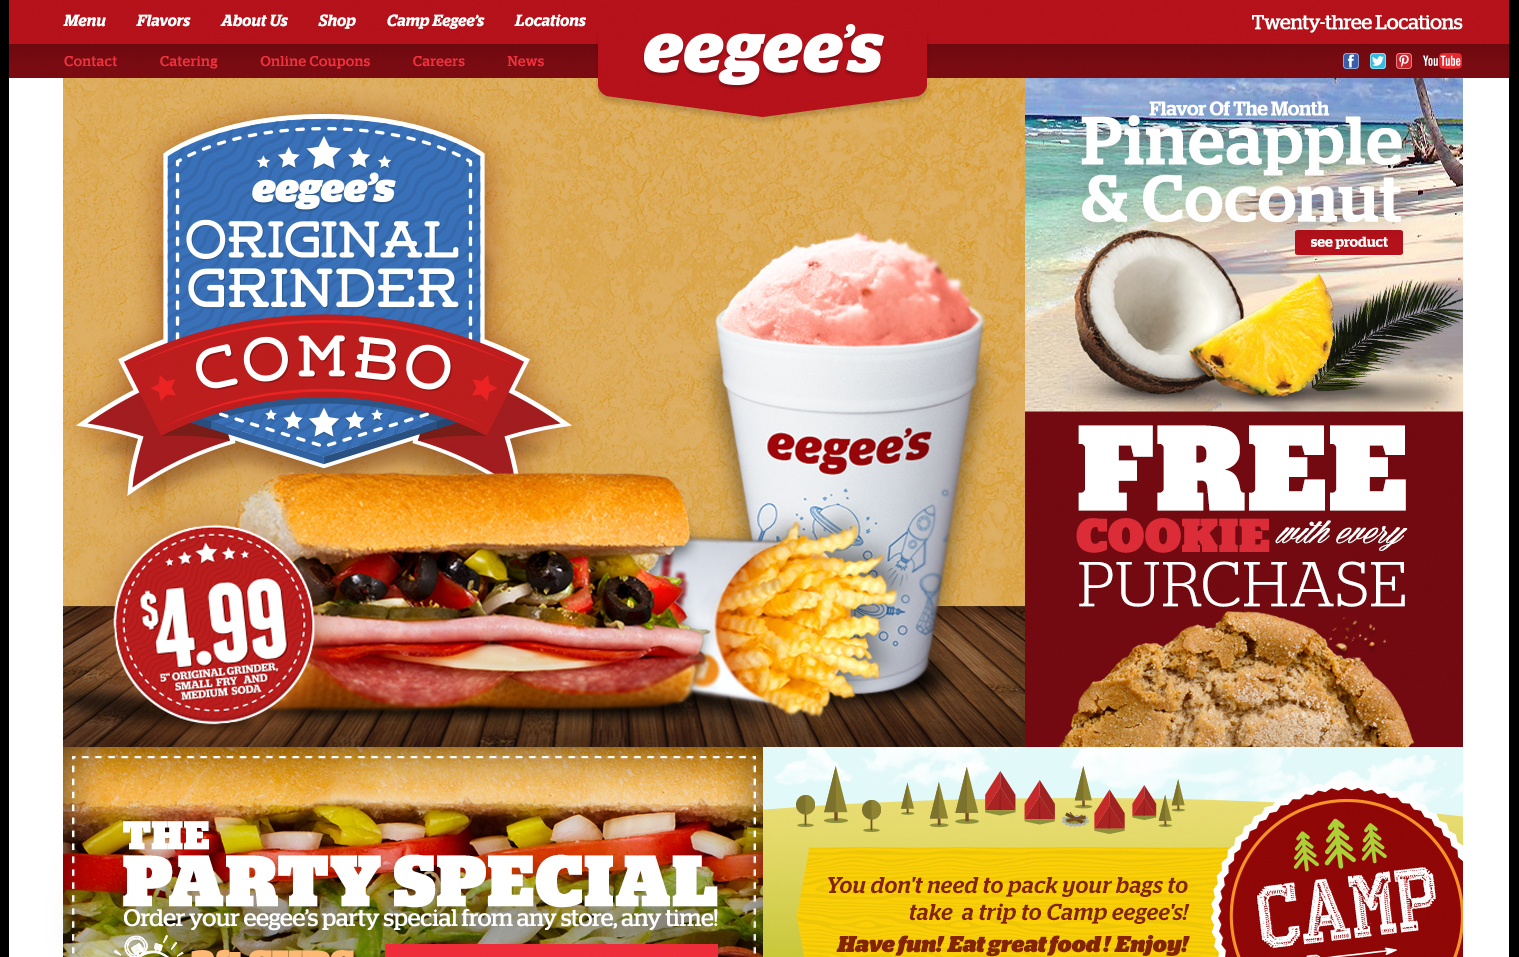 Menu Flavors About Us Shop Camp Eegee's Locations
Twenty-three Locations
eegee's
Contact Catering Online Coupons Careers News
You Tube
eegee's
ORIGINAL
GRINDER
COMBO
$4.99
5" ORIGINAL GRINDER,
SMALL FRY AND
MEDIUM SODA
eegee's
Flavor Of The Month
Pineapple
& Coconut
see product
FREE
COOKIE with every
PURCHASE
THE
PARTY SPECIAL
Order your eegee's party special from any store, any time!
You don't need to pack your bags to
take a trip to Camp eegee's!
Have fun! Eat great food! Enjoy!
CAMP